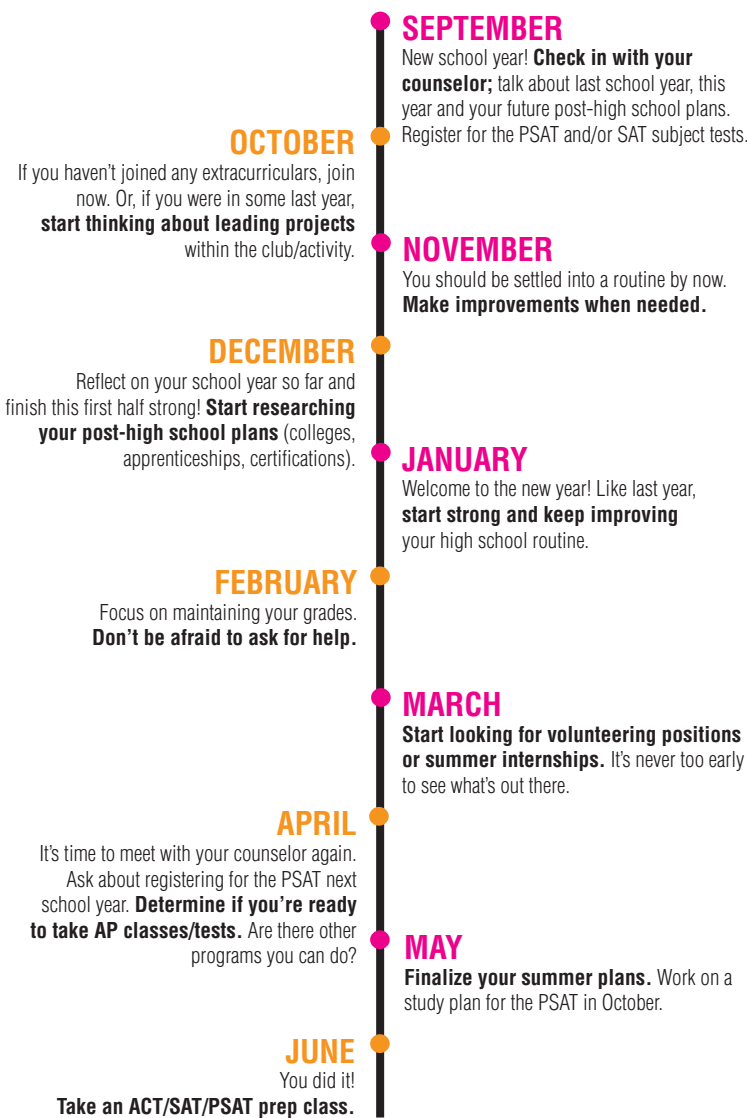 SEPTEMBER
New school year! Check in with your
counselor; talk about last school year, this
year and your future post-high school plans.
Register for the PSAT and/or SAT subject tests.
OCTOBER
If you haven’t joined any extracurriculars, join
now. Or, if you were in some last year,
start thinking about leading projects
within the club/activity.
NOVEMBER
You should be settled into a routine by now.
Make improvements when needed.
DECEMBER
Reflect on your school year so far and
finish this first half strong! Start researching
your post-high school plans (colleges,
apprenticeships, certifications).
JANUARY
Welcome to the new year! Like last year,
start strong and keep improving
your high school routine.
FEBRUARY
Focus on maintaining your grades.
Don’t be afraid to ask for help.
MARCH
Start looking for volunteering positions
or summer internships. It’s never too early
to see what’s out there.
APRIL
It’s time to meet with your counselor again.
Ask about registering for the PSAT next
school year. Determine if you’re ready
to take AP classes/tests. Are there other
programs you can do?
MAY
Finalize your summer plans. Work on a
study plan for the PSAT in October.
JUNE
You did it!
Take an ACT/SAT/PSAT prep class.